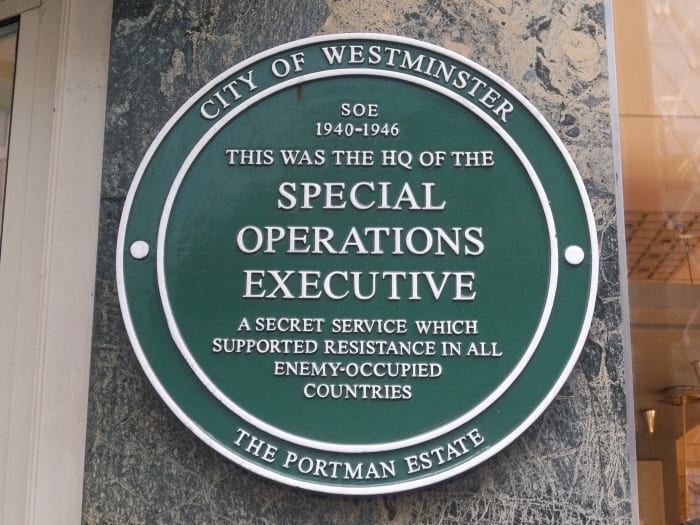 CITY OF WESTMINSTER
SOE
1940-1946
THIS WAS THE HQ OF THE
SPECIAL
OPERATIONS
EXECUTIVE
A SECRET SERVICE WHICH
SUPPORTED RESISTANCE IN ALL
ENEMY-OCCUPIED
COUNTRIES
THE PORTMAN ESTATE